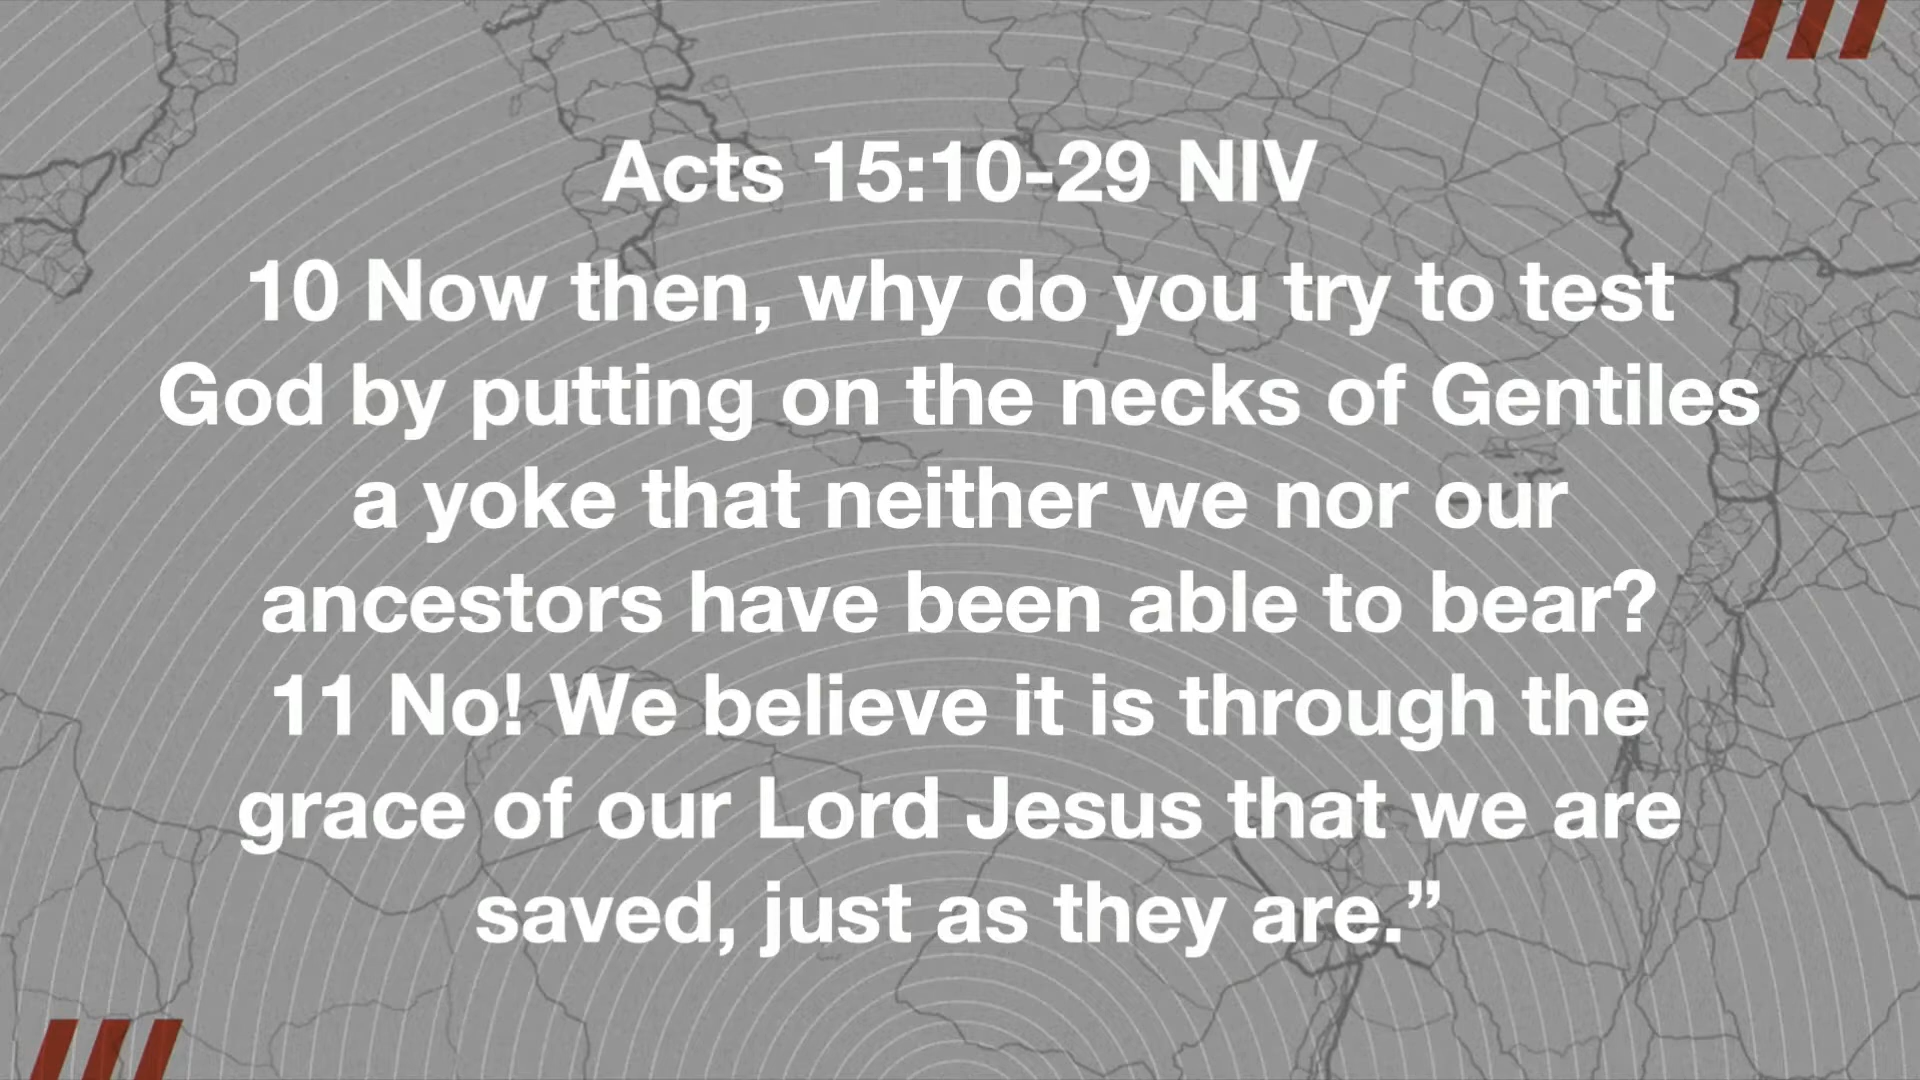 Acts 15:10-29 NIV
10 Now then, why do you try to test
God by putting on the necks of Gentiles
a yoke that neither we nor our
ancestors have been able to bear?
11 No! We believe it is through the
grace of our Lord Jesus that we are
saved, just as they are.”